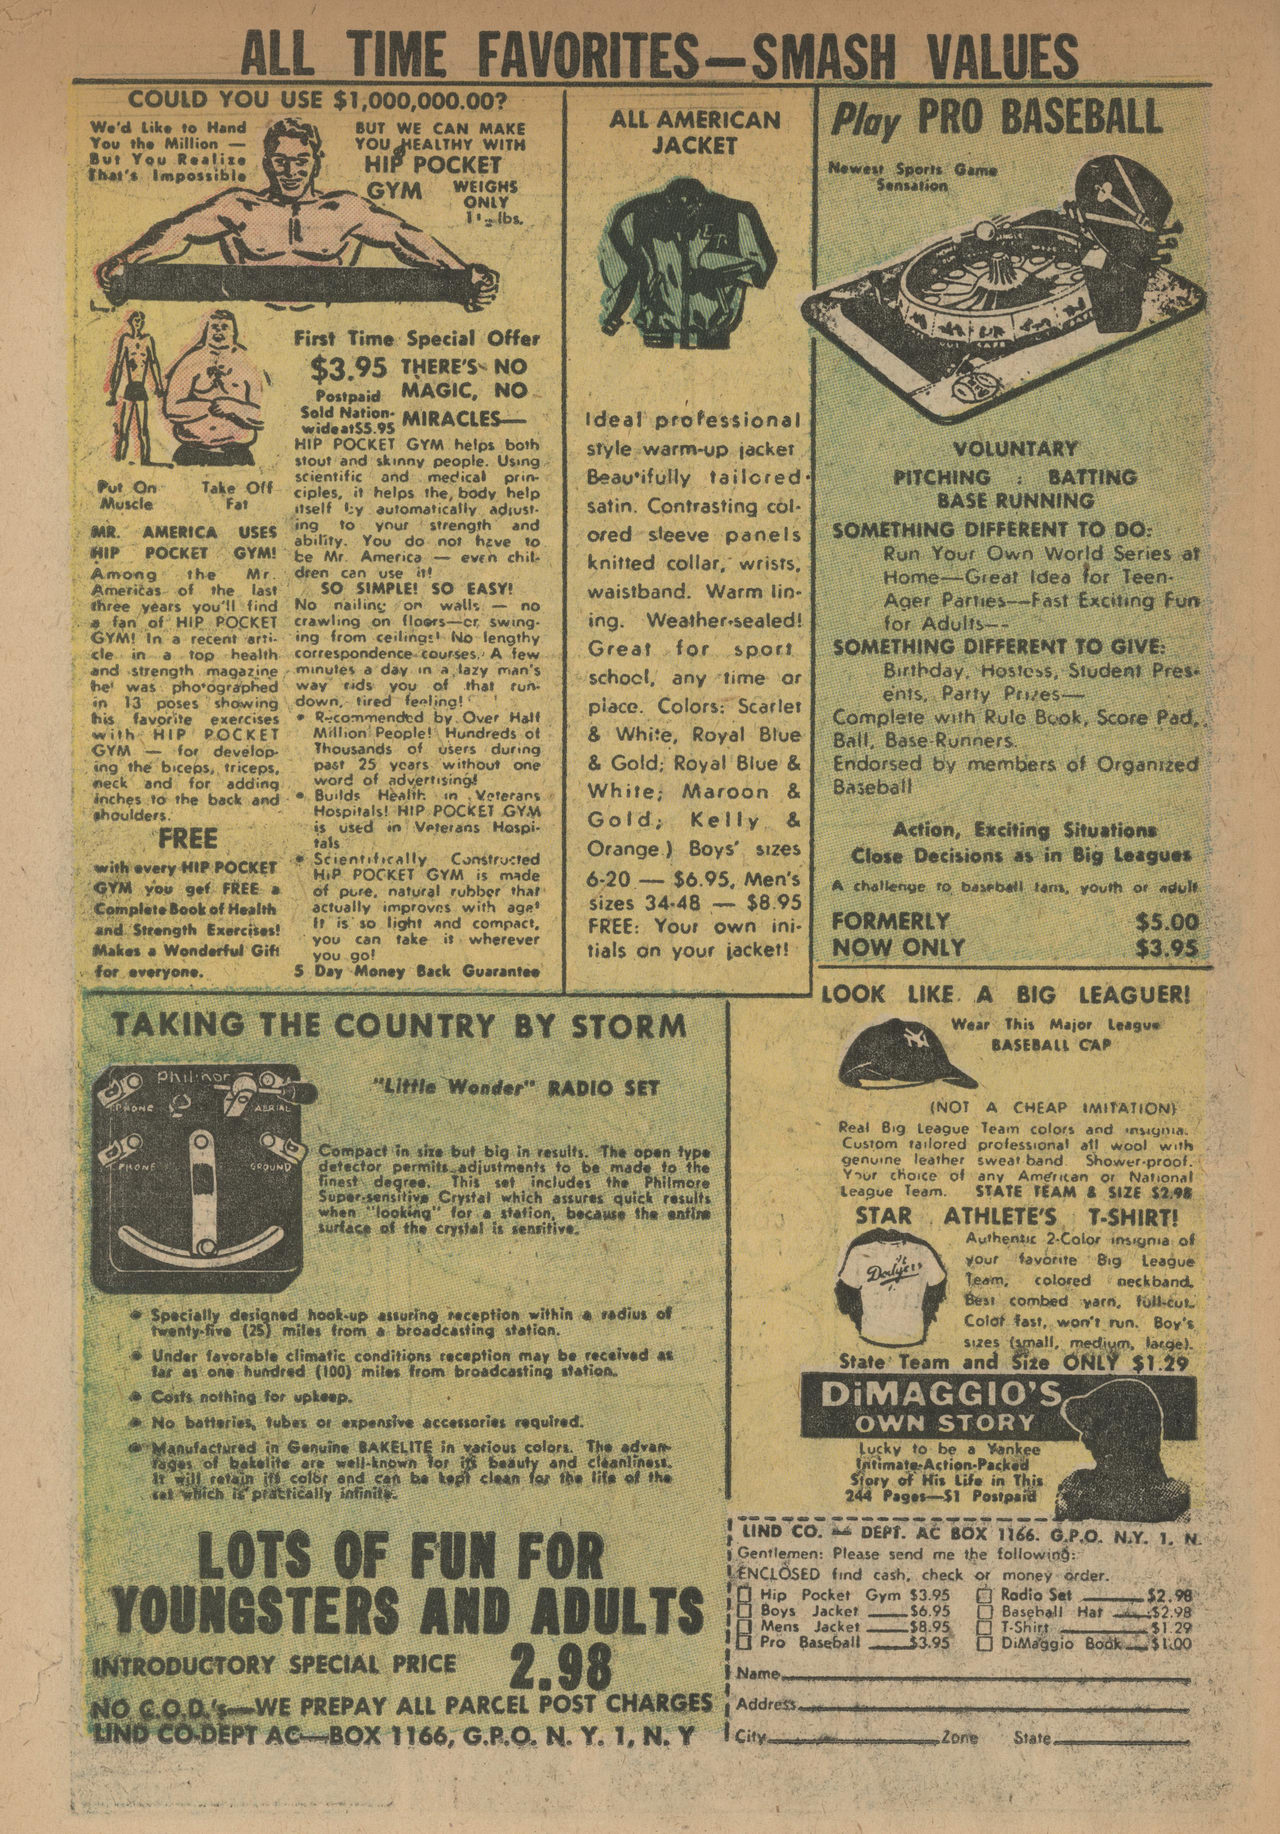 ALL TIME FAVORITES—SMASH VALUES
COULD YOU USE $1,000,000.00?
We'd Like to Hand
You the Million —
But You Realize
That's Impossible
BUT WE CAN MAKE
YOU HEALTHY WITH
HIP POCKET
GYM
WEIGHS
ONLY
1½ lbs.
Put On
Muscle
Take Off
Fat
MR. AMERICA USES
HIP POCKET GYM!
Among the Mr.
Americas of the last
three years you'll find
a fan of HIP POCKET
GYM! In a recent arti-
cle in a top health
and strength magazine
he was photographed
in 13 poses showing
his favorite exercises
with HIP POCKET
GYM — for develop-
ing the biceps, triceps,
neck and for adding
inches to the back and
shoulders.
FREE
with every HIP POCKET
GYM you get FREE a
Complete Book of Health
and Strength Exercises!
Makes a Wonderful Gift
for everyone.
First Time Special Offer
$3.95
Postpaid
Sold Nation-
wide at $5.95
THERE'S NO
MAGIC, NO
MIRACLES—
HIP POCKET GYM helps both
stout and skinny people. Using
scientific and medical prin-
ciples, it helps the body help
itself by automatically adjust-
ing to your strength and
ability. You do not have to
be Mr. America — even chil-
dren can use it!
SO SIMPLE! SO EASY!
No nailing on walls — no
crawling on floors—or swing-
ing from ceilings! No lengthy
correspondence courses. A few
minutes a day in a lazy man's
way rids you of that run-
down, tired feeling!
• Recommended by Over Half
Million People! Hundreds of
Thousands of users during
past 25 years without one
word of advertising!
• Builds Health in Veterans
Hospitals! HIP POCKET GYM
is used in Veterans Hospi-
tals
• Scientifically Constructed
HIP POCKET GYM is made
of pure, natural rubber that
actually improves with age!
It is so light and compact,
you can take it wherever
you go!
5 Day Money Back Guarantee
ALL AMERICAN
JACKET
Ideal professional
style warm-up jacket
Beautifully tailored
satin. Contrasting col-
ored sleeve panels
knitted collar, wrists,
waistband. Warm lin-
ing. Weather-sealed!
Great for sport
school, any time or
place. Colors: Scarlet
& White, Royal Blue
& Gold; Royal Blue &
White; Maroon &
Gold; Kelly &
Orange.) Boys' sizes
6-20 — $6.95, Men's
sizes 34-48 — $8.95
FREE: Your own ini-
tials on your jacket!
Play PRO BASEBALL
Newest Sports Game
Sensation
OUT SAFE
VOLUNTARY
PITCHING : BATTING
BASE RUNNING
SOMETHING DIFFERENT TO DO:
Run Your Own World Series at
Home—Great Idea for Teen-
Ager Parties—Fast Exciting Fun
for Adults--
SOMETHING DIFFERENT TO GIVE:
Birthday, Hostess, Student Pres-
ents, Party Prizes—
Complete with Rule Book, Score Pad,
Ball, Base-Runners.
Endorsed by members of Organized
Baseball
Action, Exciting Situations
Close Decisions as in Big Leagues
A challenge to baseball fans, youth or adult
FORMERLY $5.00
NOW ONLY $3.95
TAKING THE COUNTRY BY STORM
philmor
PHONE
AERIAL
PHONE
GROUND
"Little Wonder" RADIO SET
Compact in size but big in results. The open type
detector permits adjustments to be made to the
finest degree. This set includes the Philmore
Super-sensitive Crystal which assures quick results
when "looking" for a station, because the entire
surface of the crystal is sensitive.
• Specially designed hook-up assuring reception within a radius of
twenty-five (25) miles from a broadcasting station.
• Under favorable climatic conditions reception may be received as
far as one hundred (100) miles from broadcasting station.
• Costs nothing for upkeep.
• No batteries, tubes or expensive accessories required.
• Manufactured in Genuine BAKELITE in various colors. The advan-
tages of bakelite are well-known for its beauty and cleanliness.
It will retain its color and can be kept clean for the life of the
set which is practically infinite.
LOTS OF FUN FOR
YOUNGSTERS AND ADULTS
INTRODUCTORY SPECIAL PRICE 2.98
NO C.O.D.'s—WE PREPAY ALL PARCEL POST CHARGES
LIND CO-DEPT AC—BOX 1166, G.P.O. N. Y. 1, N. Y
LOOK LIKE A BIG LEAGUER!
Wear This Major League
BASEBALL CAP
NY
(NOT A CHEAP IMITATION)
Real Big League Team colors and insignia.
Custom tailored professional all wool with
genuine leather sweat band. Shower-proof.
Your choice of any American or National
League Team. STATE TEAM & SIZE $2.98
STAR ATHLETE'S T-SHIRT!
Dodgers
Authentic 2-Color insignia of
your favorite Big League
Team, colored neckband.
Best combed yarn, full-cut.
Color fast, won't run. Boy's
sizes (small, medium, large).
State Team and Size ONLY $1.29
DiMAGGIO'S
OWN STORY
Lucky to be a Yankee
Intimate-Action-Packed
Story of His Life in This
244 Pages—$1 Postpaid
LIND CO. — DEPT. AC BOX 1166. G.P.O. N.Y. 1, N.
Gentlemen: Please send me the following:
ENCLOSED find cash, check or money order.
Hip Pocket Gym $3.95
Boys Jacket $6.95
Mens Jacket $8.95
Pro Baseball $3.95
Radio Set $2.98
Baseball Hat $2.98
T-Shirt $1.29
DiMaggio Book $1.00
Name
Address
City Zone State